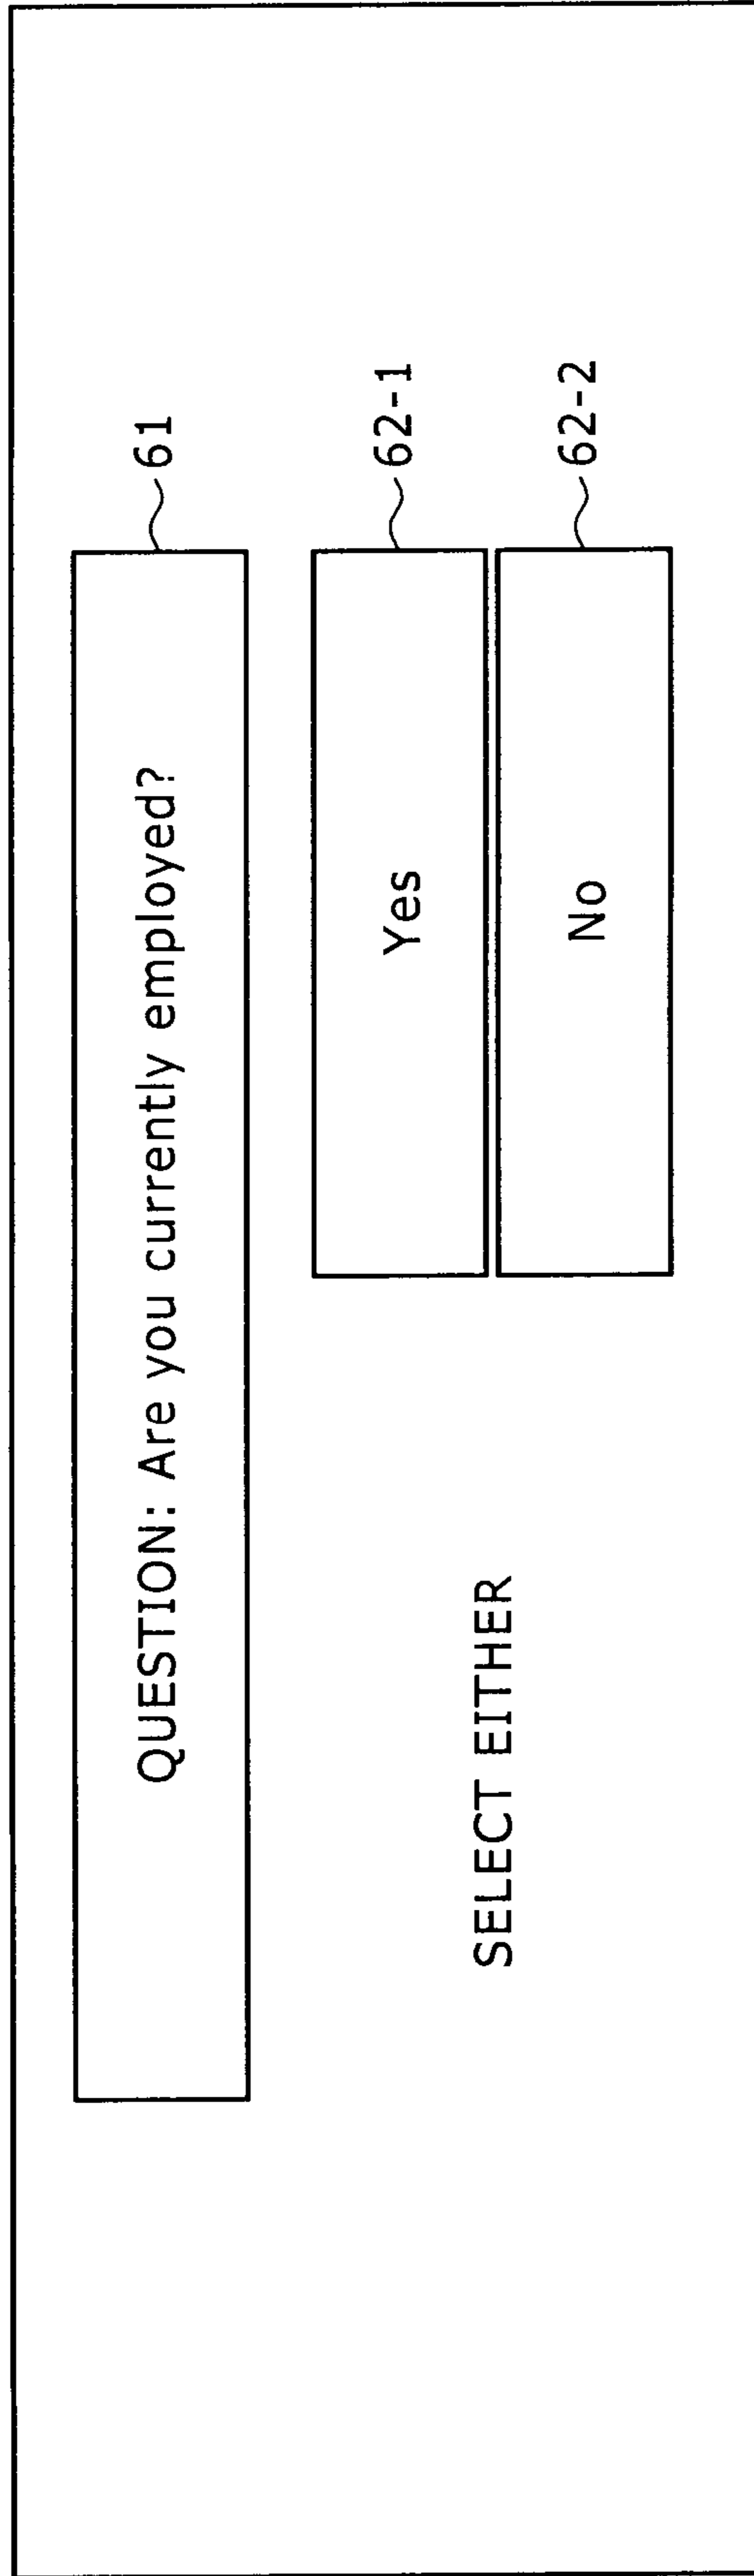 QUESTION: Are you currently employed?
61
SELECT EITHER
Yes
62-1
No
62-2